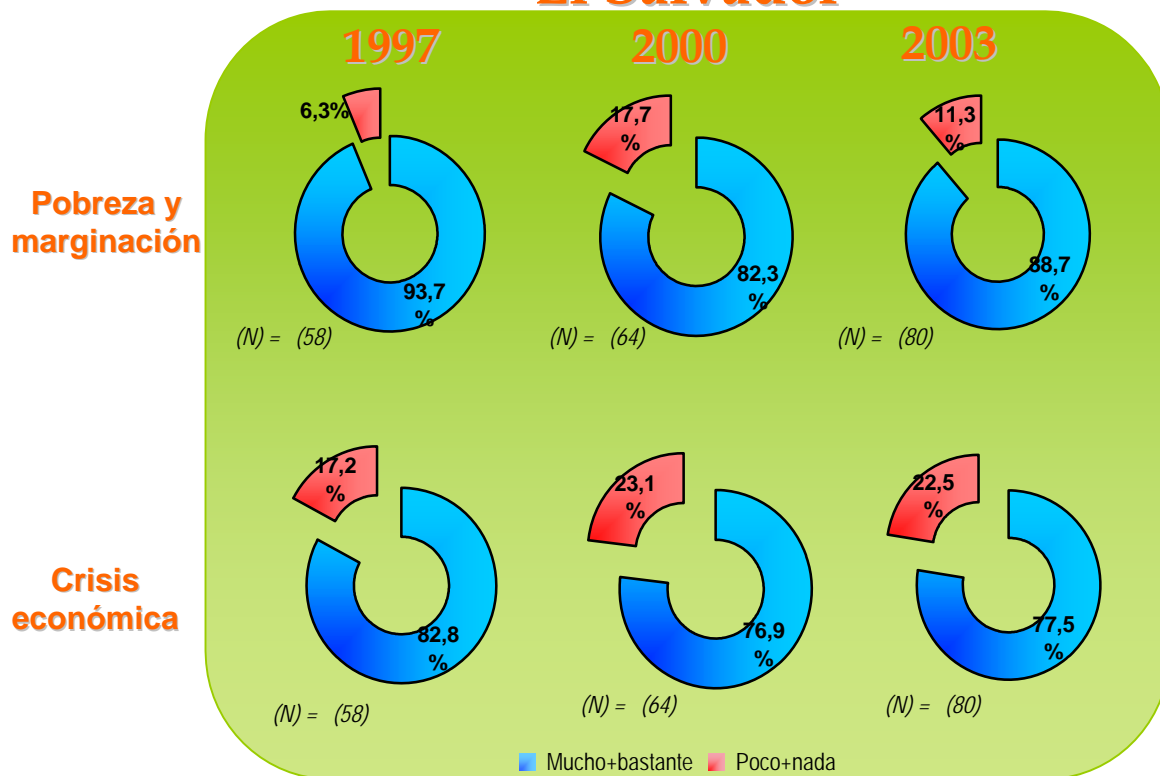 El Salvador
1997 2000 2003
Pobreza y
marginación
6,3%
93,7
%
(N) = (58)
17,7
%
82,3
%
(N) = (64)
11,3
%
88,7
%
(N) = (80)
Crisis
económica
17,2
%
82,8
%
(N) = (58)
23,1
%
76,9
%
(N) = (64)
22,5
%
77,5
%
(N) = (80)
Mucho+bastante Poco+nada